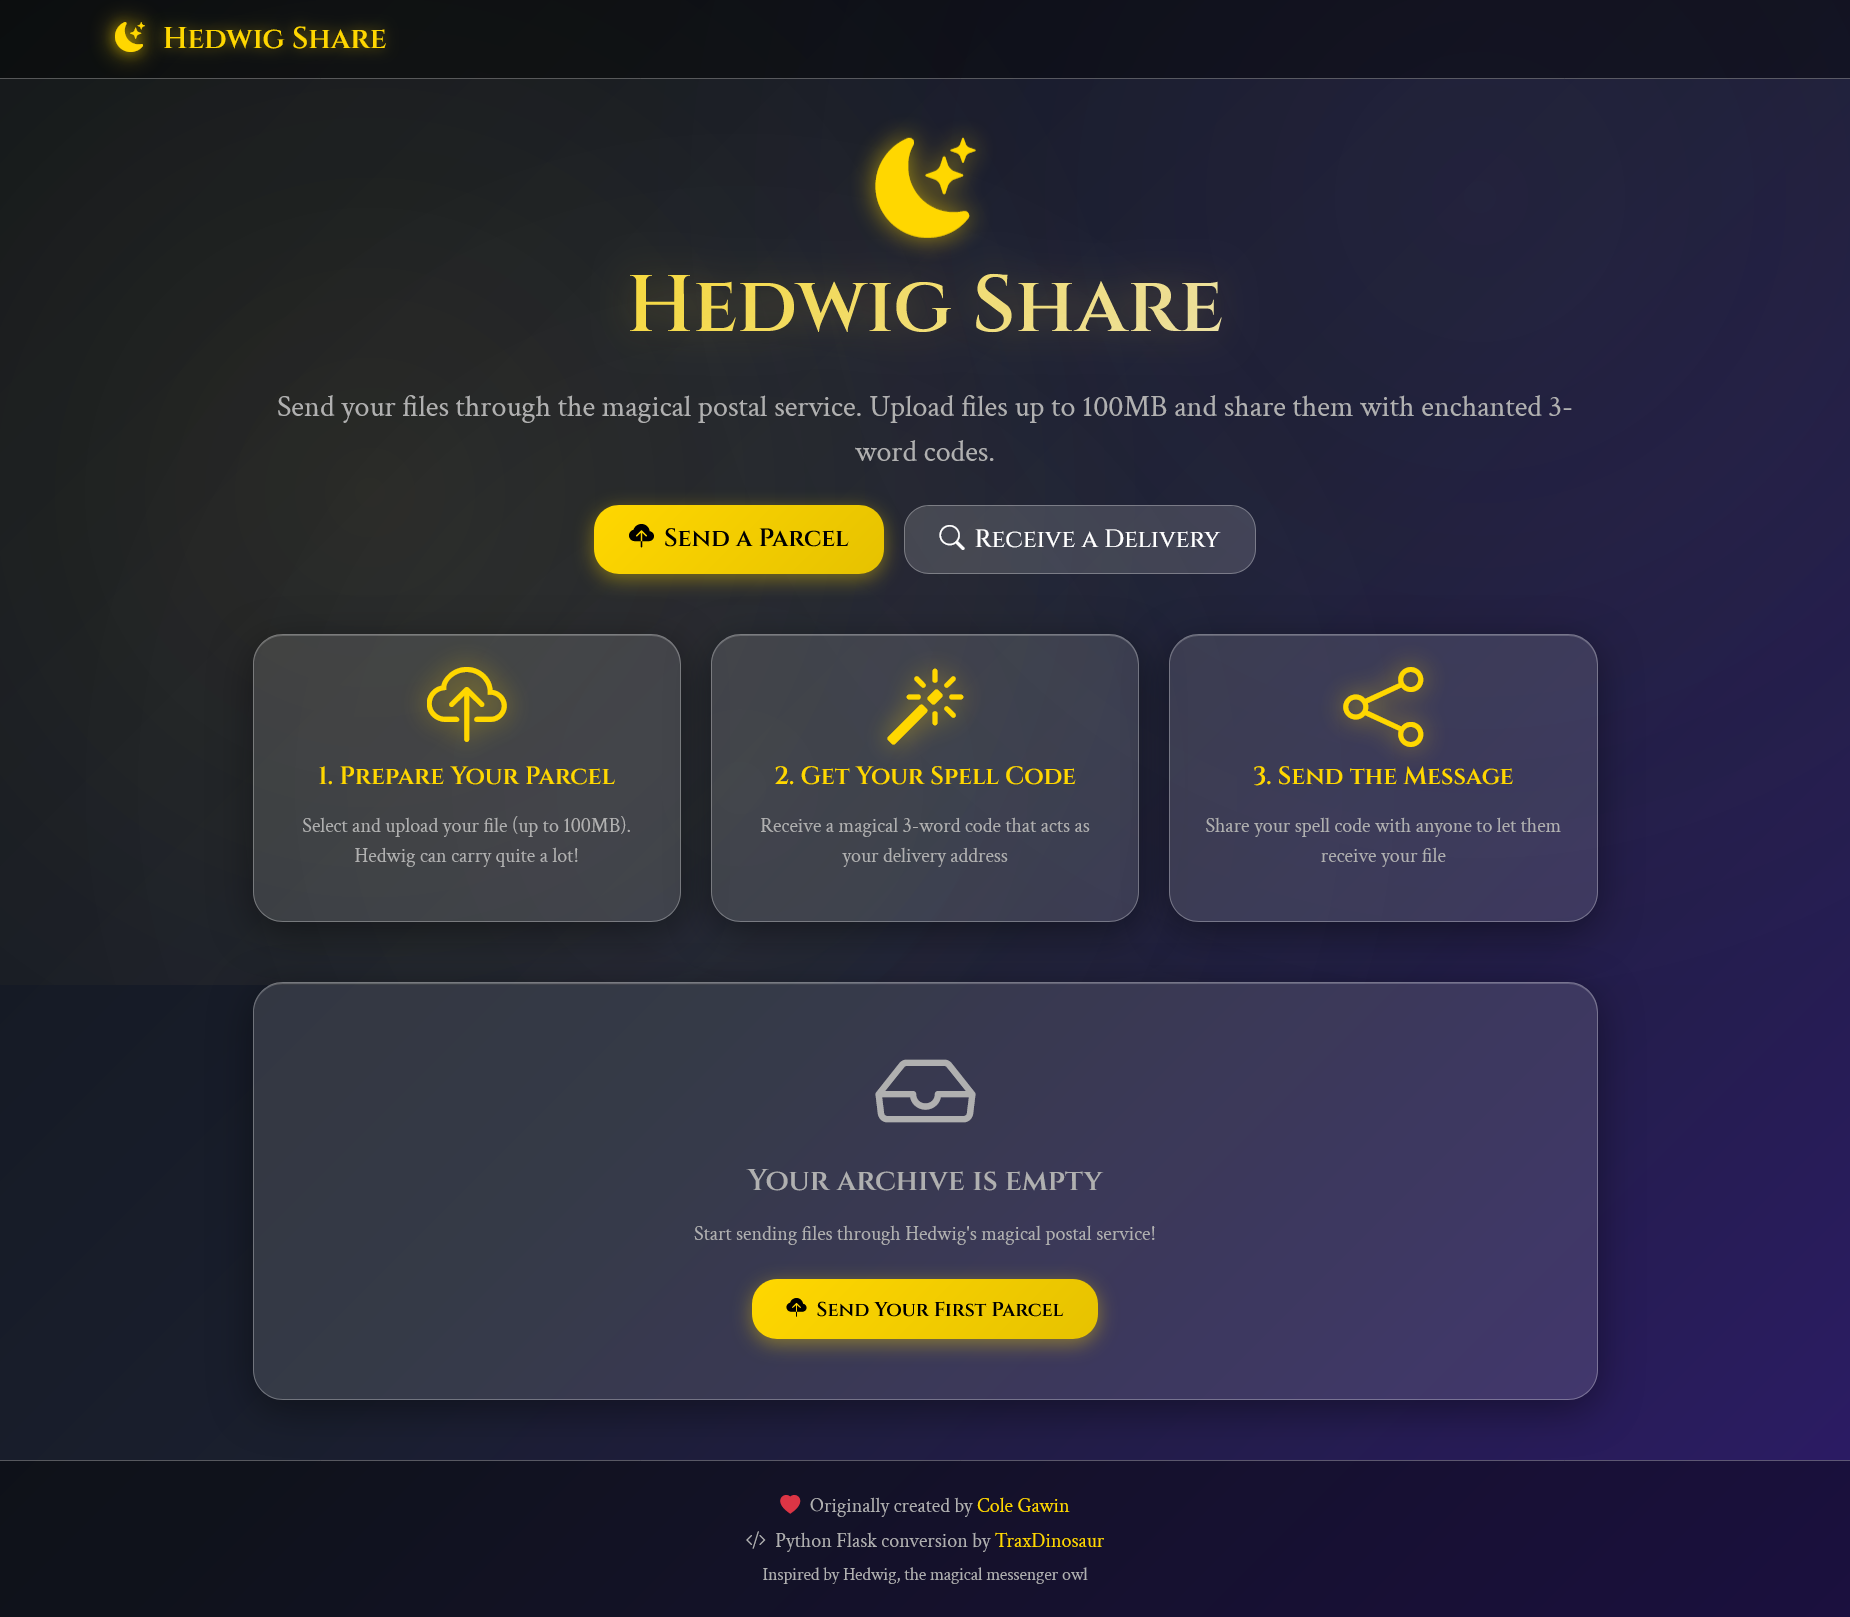 Hedwig Share
Hedwig Share
Send your files through the magical postal service. Upload files up to 100MB and share them with enchanted 3-
word codes.
Send a Parcel
Receive a Delivery
1. Prepare Your Parcel
Select and upload your file (up to 100MB).
Hedwig can carry quite a lot!
2. Get Your Spell Code
Receive a magical 3-word code that acts as
your delivery address
3. Send the Message
Share your spell code with anyone to let them
receive your file
Your archive is empty
Start sending files through Hedwig's magical postal service!
Send Your First Parcel
Originally created by Cole Gawin
Python Flask conversion by TraxDinosaur
Inspired by Hedwig, the magical messenger owl